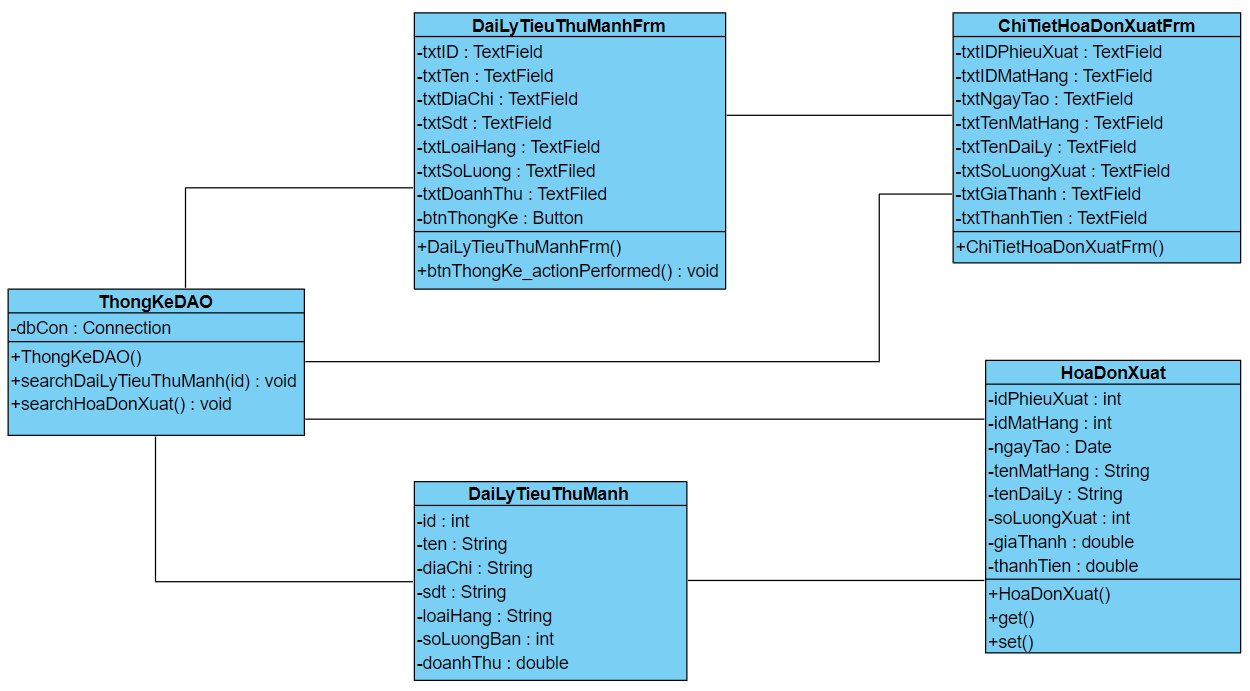 DaiLyTieuThuManhFrm
-txtID : TextField
-txtTen : TextField
-txtDiaChi : TextField
-txtSdt : TextField
-txtLoaiHang : TextField
-txtSoLuong : TextFiled
-txtDoanhThu : TextFiled
-btnThongKe : Button
+DaiLyTieuThuManhFrm()
+btnThongKe_actionPerformed() : void
ChiTietHoaDonXuatFrm
-txtIDPhieuXuat : TextField
-txtIDMatHang : TextField
-txtNgayTao : TextField
-txtTenMatHang : TextField
-txtTenDaiLy : TextField
-txtSoLuongXuat : TextField
-txtGiaThanh : TextField
-txtThanhTien : TextField
+ChiTietHoaDonXuatFrm()
ThongKeDAO
-dbCon : Connection
+ThongKeDAO()
+searchDaiLyTieuThuManh(id) : void
+searchHoaDonXuat() : void
HoaDonXuat
-idPhieuXuat : int
-idMatHang : int
-ngayTao : Date
-tenMatHang : String
-tenDaiLy : String
-soLuongXuat : int
-giaThanh : double
-thanhTien : double
+HoaDonXuat()
+get()
+set()
DaiLyTieuThuManh
-id : int
-ten : String
-diaChi : String
-sdt : String
-loaiHang : String
-soLuongBan : int
-doanhThu : double